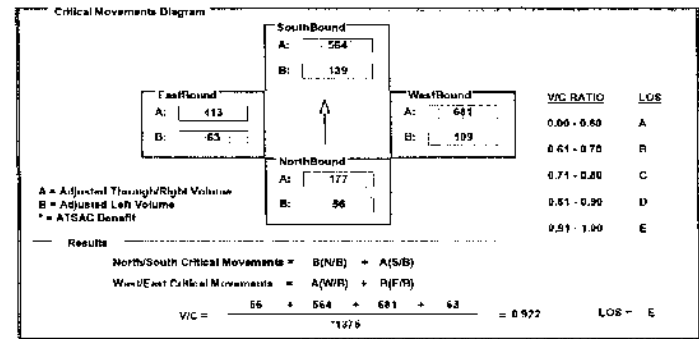 Critical Movements Diagram
SouthBound
A: 564
B: 139
EastBound
A: 413
B: 63
WestBound
A: 681
B: 109
NorthBound
A: 177
B: 56
V/C RATIO LOS
0.00 - 0.60 A
0.61 - 0.70 B
0.71 - 0.80 C
0.81 - 0.90 D
0.91 - 1.00 E
A = Adjusted Through/Right Volume
B = Adjusted Left Volume
* = ATSAC Benefit
Results
North/South Critical Movements = B(N/B) + A(S/B)
West/East Critical Movements = A(W/B) + B(E/B)
V/C = 56 + 564 + 681 + 63 = 0.922 LOS = E
*1375